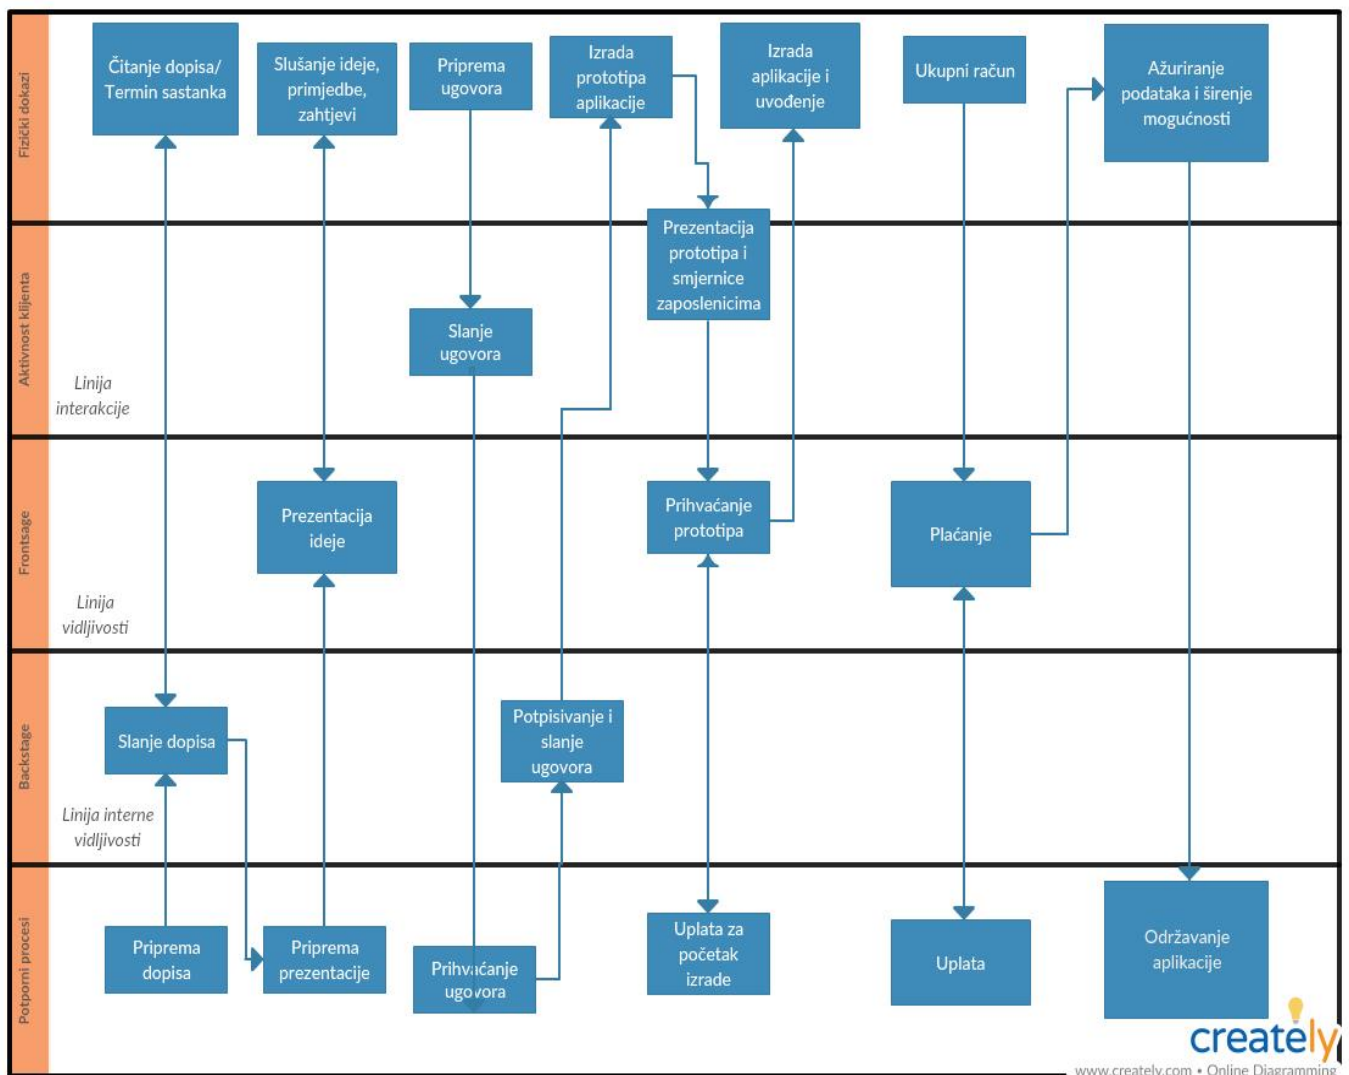 Fizički dokazi
Čitanje dopisa/
Termin sastanka
Slušanje ideje,
primjedbe,
zahtjevi
Priprema
ugovora
Izrada
prototipa
aplikacije
Izrada
aplikacije i
uvođenje
Ukupni račun
Ažuriranje
podataka i širenje
mogućnosti
Aktivnost klijenta
Prezentacija
prototipa i
smjernice
zaposlenicima
Slanje
ugovora
Linija
interakcije
Frontsage
Prezentacija
ideje
Prihvaćanje
prototipa
Plaćanje
Linija
vidljivosti
Backstage
Slanje dopisa
Potpisivanje i
slanje
ugovora
Linija interne
vidljivosti
Potporni procesi
Priprema
dopisa
Priprema
prezentacije
Prihvaćanje
ugovora
Uplata za
početak
izrade
Uplata
Održavanje
aplikacije
creately
www.creately.com • Online Diagramming